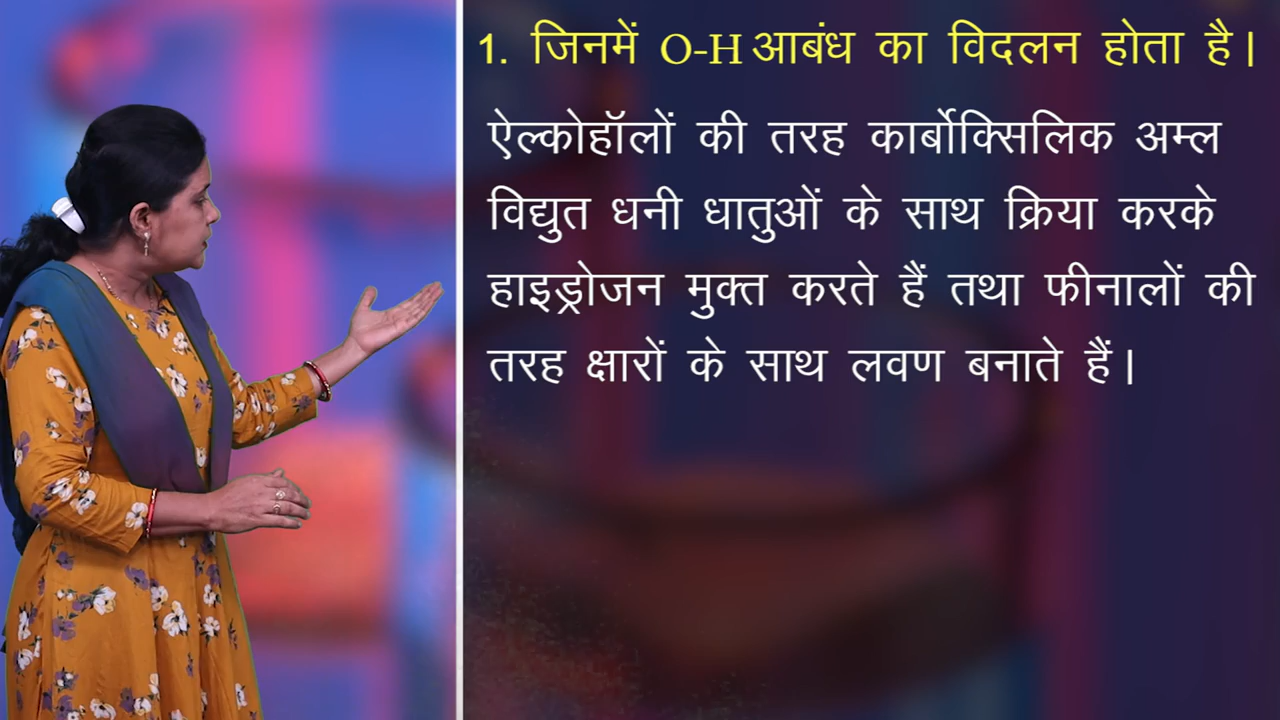 1. जिनमें O-H आबंध का विदलन होता है।
ऐल्कोहॉलों की तरह कार्बोक्सिलिक अम्ल
विद्युत धनी धातुओं के साथ क्रिया करके
हाइड्रोजन मुक्त करते हैं तथा फीनालों की
तरह क्षारों के साथ लवण बनाते हैं।